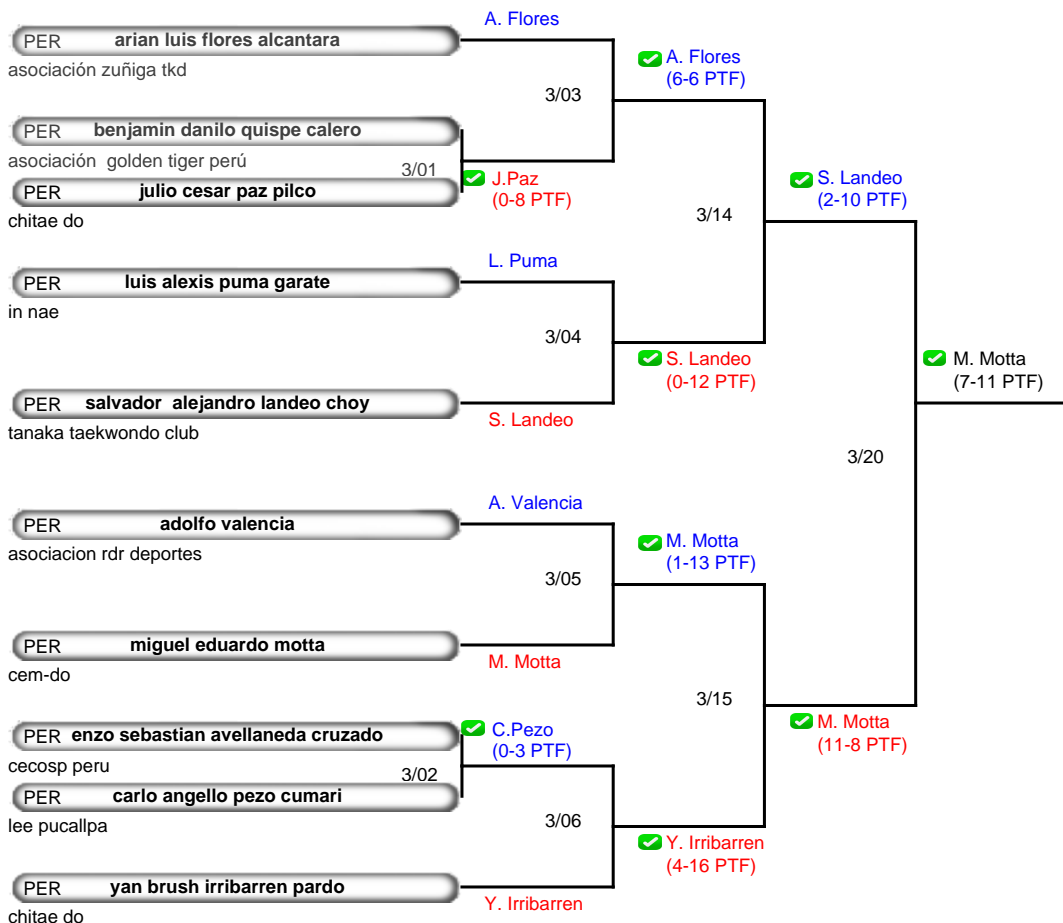 A. Flores
PER arian luis flores alcantara
asociación zuñiga tkd
A. Flores
(6-6 PTF)
3/03
PER benjamin danilo quispe calero
asociación golden tiger perú
3/01
PER julio cesar paz pilco
chitae do
J.Paz
(0-8 PTF)
S. Landeo
(2-10 PTF)
3/14
L. Puma
PER luis alexis puma garate
in nae
3/04
S. Landeo
(0-12 PTF)
PER salvador alejandro landeo choy
tanaka taekwondo club
S. Landeo
M. Motta
(7-11 PTF)
3/20
A. Valencia
PER adolfo valencia
asociacion rdr deportes
M. Motta
(1-13 PTF)
3/05
PER miguel eduardo motta
cem-do
M. Motta
3/15
M. Motta
(11-8 PTF)
PER enzo sebastian avellaneda cruzado
cecosp peru
3/02
C.Pezo
(0-3 PTF)
PER carlo angello pezo cumari
lee pucallpa
3/06
Y. Irribarren
(4-16 PTF)
PER yan brush irribarren pardo
chitae do
Y. Irribarren